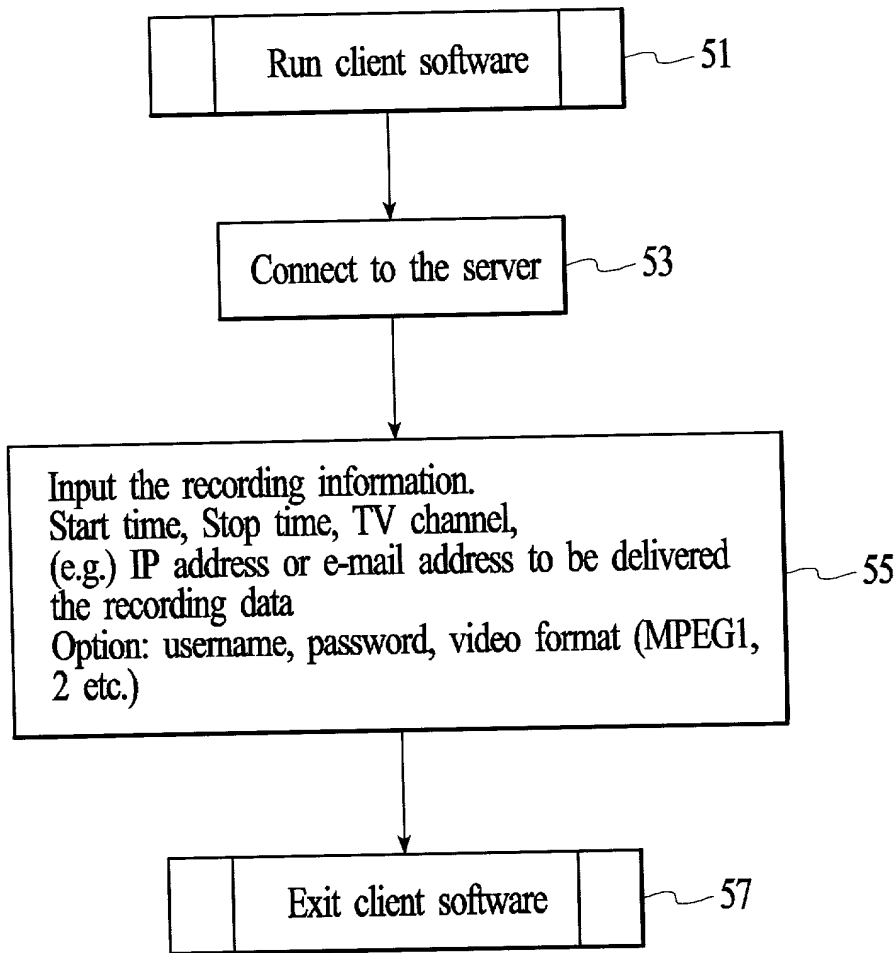 Run client software
51
Connect to the server
53
Input the recording information.
Start time, Stop time, TV channel,
(e.g.) IP address or e-mail address to be delivered
the recording data
Option: username, password, video format (MPEG1,
2 etc.)
55
Exit client software
57